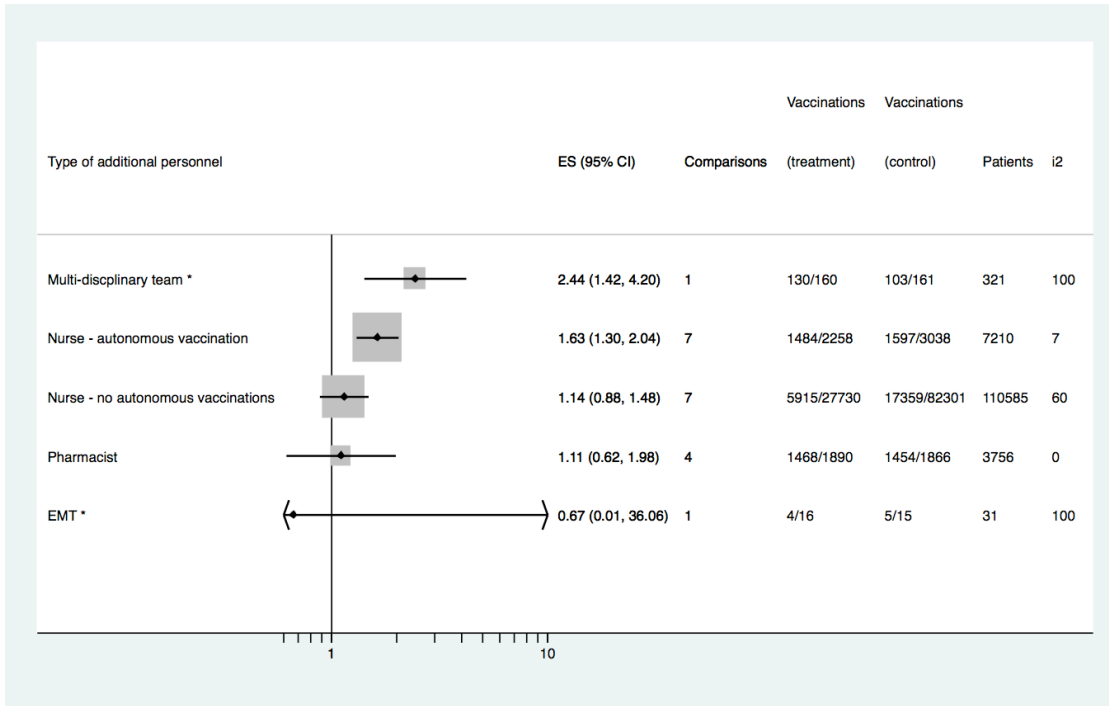 Vaccinations Vaccinations
Type of additional personnel ES (95% CI) Comparisons (treatment) (control) Patients i2
Multi-discplinary team * 2.44 (1.42, 4.20) 1 130/160 103/161 321 100
Nurse - autonomous vaccination 1.63 (1.30, 2.04) 7 1484/2258 1597/3038 7210 7
Nurse - no autonomous vaccinations 1.14 (0.88, 1.48) 7 5915/27730 17359/82301 110585 60
Pharmacist 1.11 (0.62, 1.98) 4 1468/1890 1454/1866 3756 0
EMT * 0.67 (0.01, 36.06) 1 4/16 5/15 31 100
1 10